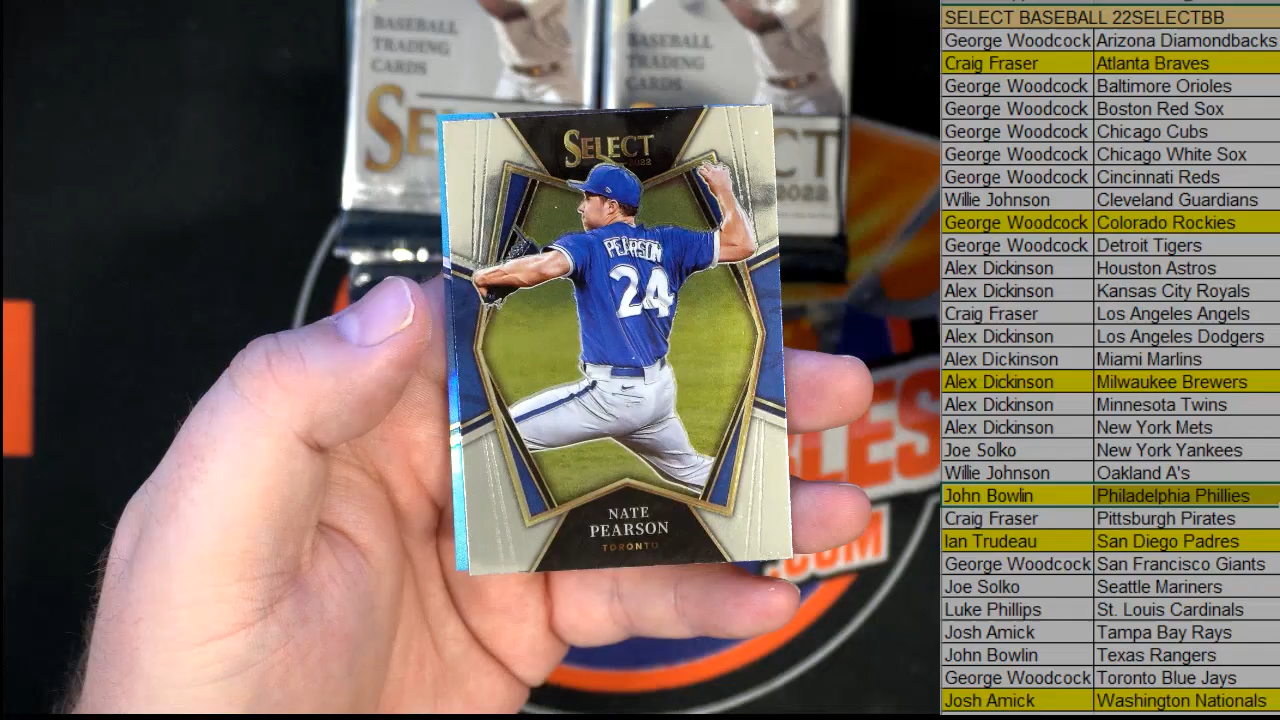 BASEBALL
TRADING
CARDS
BASEBALL
TRADING
CARDS
2022
SELECT
2022
PEARSON
24
NATE
PEARSON
TORONTO
.COM
SELECT BASEBALL 22SELECTBB
George Woodcock Arizona Diamondbacks
Craig Fraser Atlanta Braves
George Woodcock Baltimore Orioles
George Woodcock Boston Red Sox
George Woodcock Chicago Cubs
George Woodcock Chicago White Sox
George Woodcock Cincinnati Reds
Willie Johnson Cleveland Guardians
George Woodcock Colorado Rockies
George Woodcock Detroit Tigers
Alex Dickinson Houston Astros
Alex Dickinson Kansas City Royals
Craig Fraser Los Angeles Angels
Alex Dickinson Los Angeles Dodgers
Alex Dickinson Miami Marlins
Alex Dickinson Milwaukee Brewers
Alex Dickinson Minnesota Twins
Alex Dickinson New York Mets
Joe Solko New York Yankees
Willie Johnson Oakland A's
John Bowlin Philadelphia Phillies
Craig Fraser Pittsburgh Pirates
Ian Trudeau San Diego Padres
George Woodcock San Francisco Giants
Joe Solko Seattle Mariners
Luke Phillips St. Louis Cardinals
Josh Amick Tampa Bay Rays
John Bowlin Texas Rangers
George Woodcock Toronto Blue Jays
Josh Amick Washington Nationals